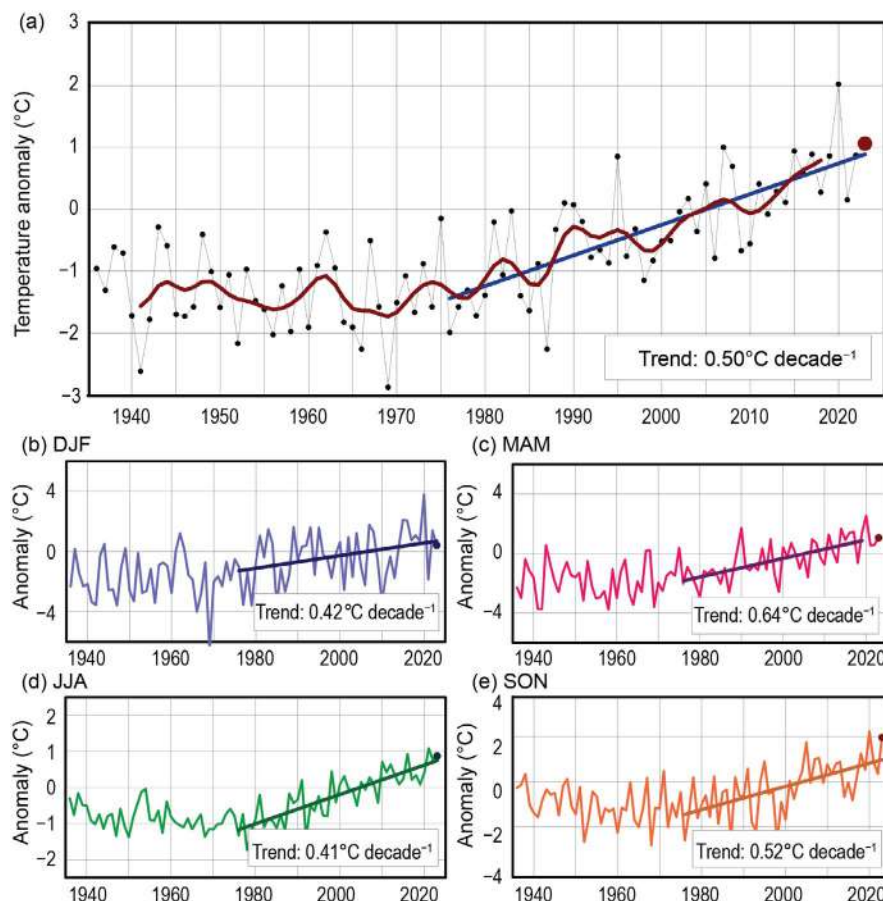 (a)
Temperature anomaly (°C)
3
2
1
0
−1
−2
−3
Trend: 0.50°C decade⁻¹
1940 1950 1960 1970 1980 1990 2000 2010 2020
(b) DJF
Anomaly (°C)
4
0
−4
Trend: 0.42°C decade⁻¹
1940 1960 1980 2000 2020
(c) MAM
Anomaly (°C)
4
0
−4
Trend: 0.64°C decade⁻¹
1940 1960 1980 2000 2020
(d) JJA
Anomaly (°C)
2
1
0
−1
−2
Trend: 0.41°C decade⁻¹
1940 1960 1980 2000 2020
(e) SON
Anomaly (°C)
4
2
0
−2
−4
Trend: 0.52°C decade⁻¹
1940 1960 1980 2000 2020